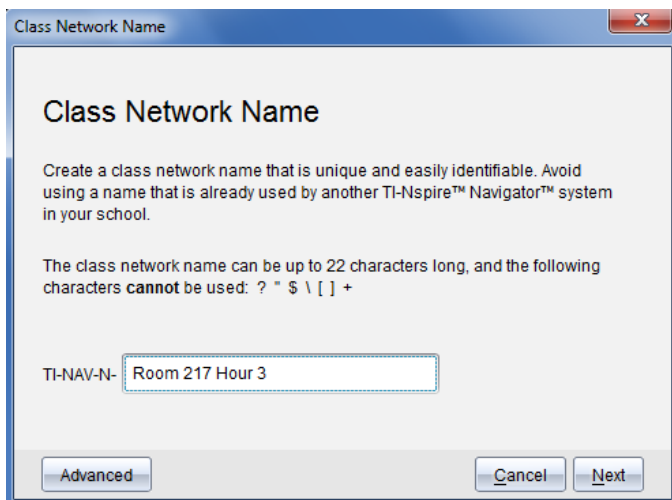 Class Network Name
x
Class Network Name
Create a class network name that is unique and easily identifiable. Avoid
using a name that is already used by another TI-Nspire™ Navigator™ system
in your school.
The class network name can be up to 22 characters long, and the following
characters cannot be used: ? " $ \ [ ] +
TI-NAV-N- Room 217 Hour 3
Advanced Cancel Next